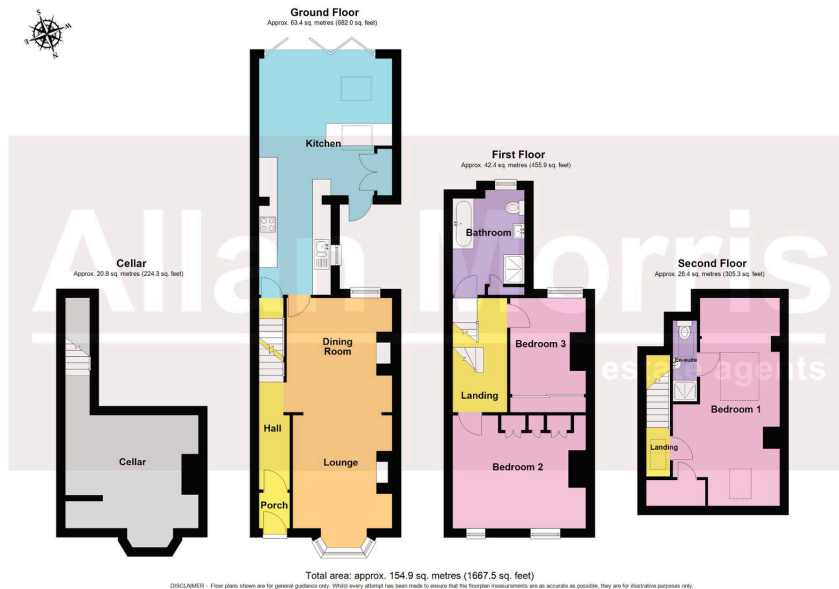 Ground Floor
Approx. 63.4 sq. metres (682.0 sq. feet)
S
W
E
N
Kitchen
First Floor
Approx. 42.4 sq. metres (455.9 sq. feet)
Bathroom
Allan Morris
estate agents
Cellar
Approx. 20.8 sq. metres (224.3 sq. feet)
Second Floor
Approx. 28.4 sq. metres (305.3 sq. feet)
Dining
Room
Bedroom 3
En-suite
Landing
Bedroom 1
Hall
Landing
Cellar
Lounge
Bedroom 2
Porch
Total area: approx. 154.9 sq. metres (1667.5 sq. feet)
DISCLAIMER - Floor plans shown are for general guidance only. Whilst every attempt has been made to ensure that the floorplan measurements are as accurate as possible, they are for illustrative purposes only.